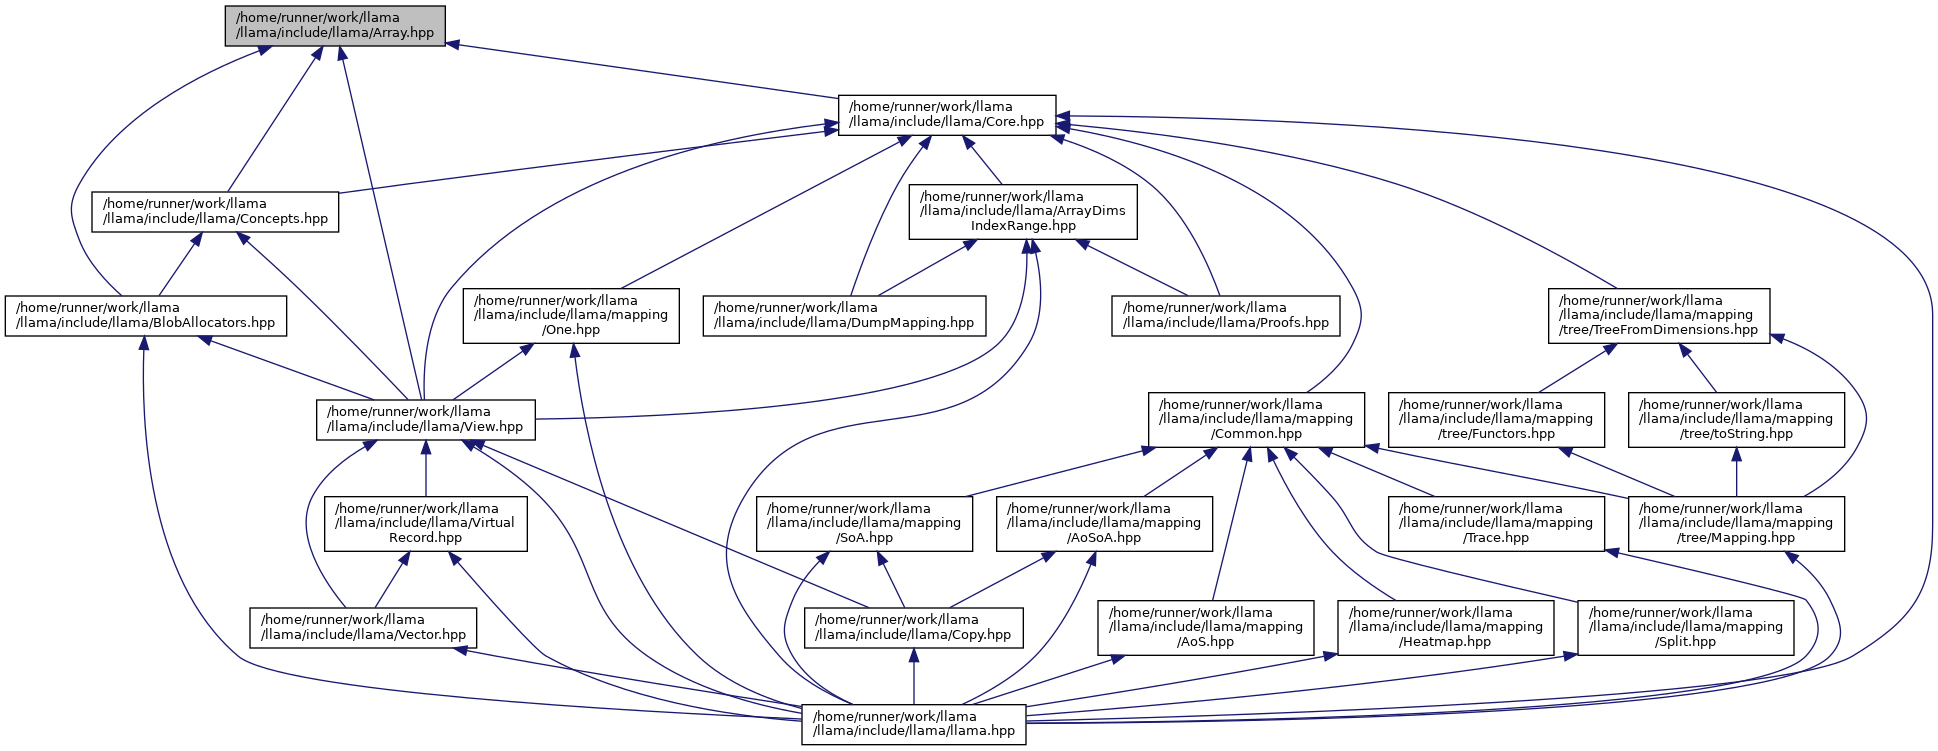 /home/runner/work/llama
/llama/include/llama/Array.hpp
/home/runner/work/llama
/llama/include/llama/Core.hpp
/home/runner/work/llama
/llama/include/llama/Concepts.hpp
/home/runner/work/llama
/llama/include/llama/ArrayDims
IndexRange.hpp
/home/runner/work/llama
/llama/include/llama/BlobAllocators.hpp
/home/runner/work/llama
/llama/include/llama/mapping
/One.hpp
/home/runner/work/llama
/llama/include/llama/DumpMapping.hpp
/home/runner/work/llama
/llama/include/llama/Proofs.hpp
/home/runner/work/llama
/llama/include/llama/mapping
/tree/TreeFromDimensions.hpp
/home/runner/work/llama
/llama/include/llama/View.hpp
/home/runner/work/llama
/llama/include/llama/mapping
/Common.hpp
/home/runner/work/llama
/llama/include/llama/mapping
/tree/Functors.hpp
/home/runner/work/llama
/llama/include/llama/mapping
/tree/toString.hpp
/home/runner/work/llama
/llama/include/llama/Virtual
Record.hpp
/home/runner/work/llama
/llama/include/llama/mapping
/SoA.hpp
/home/runner/work/llama
/llama/include/llama/mapping
/AoSoA.hpp
/home/runner/work/llama
/llama/include/llama/mapping
/Trace.hpp
/home/runner/work/llama
/llama/include/llama/mapping
/tree/Mapping.hpp
/home/runner/work/llama
/llama/include/llama/Vector.hpp
/home/runner/work/llama
/llama/include/llama/Copy.hpp
/home/runner/work/llama
/llama/include/llama/mapping
/AoS.hpp
/home/runner/work/llama
/llama/include/llama/mapping
/Heatmap.hpp
/home/runner/work/llama
/llama/include/llama/mapping
/Split.hpp
/home/runner/work/llama
/llama/include/llama/llama.hpp